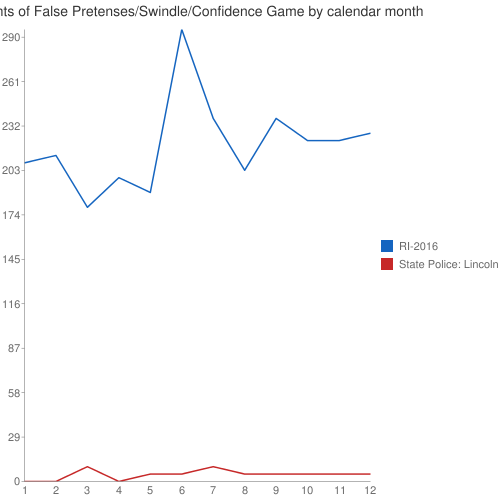 nts of False Pretenses/Swindle/Confidence Game by calendar month
290
261
232
203
174
145
116
87
58
29
0
1 2 3 4 5 6 7 8 9 10 11 12
RI-2016
State Police: Lincoln